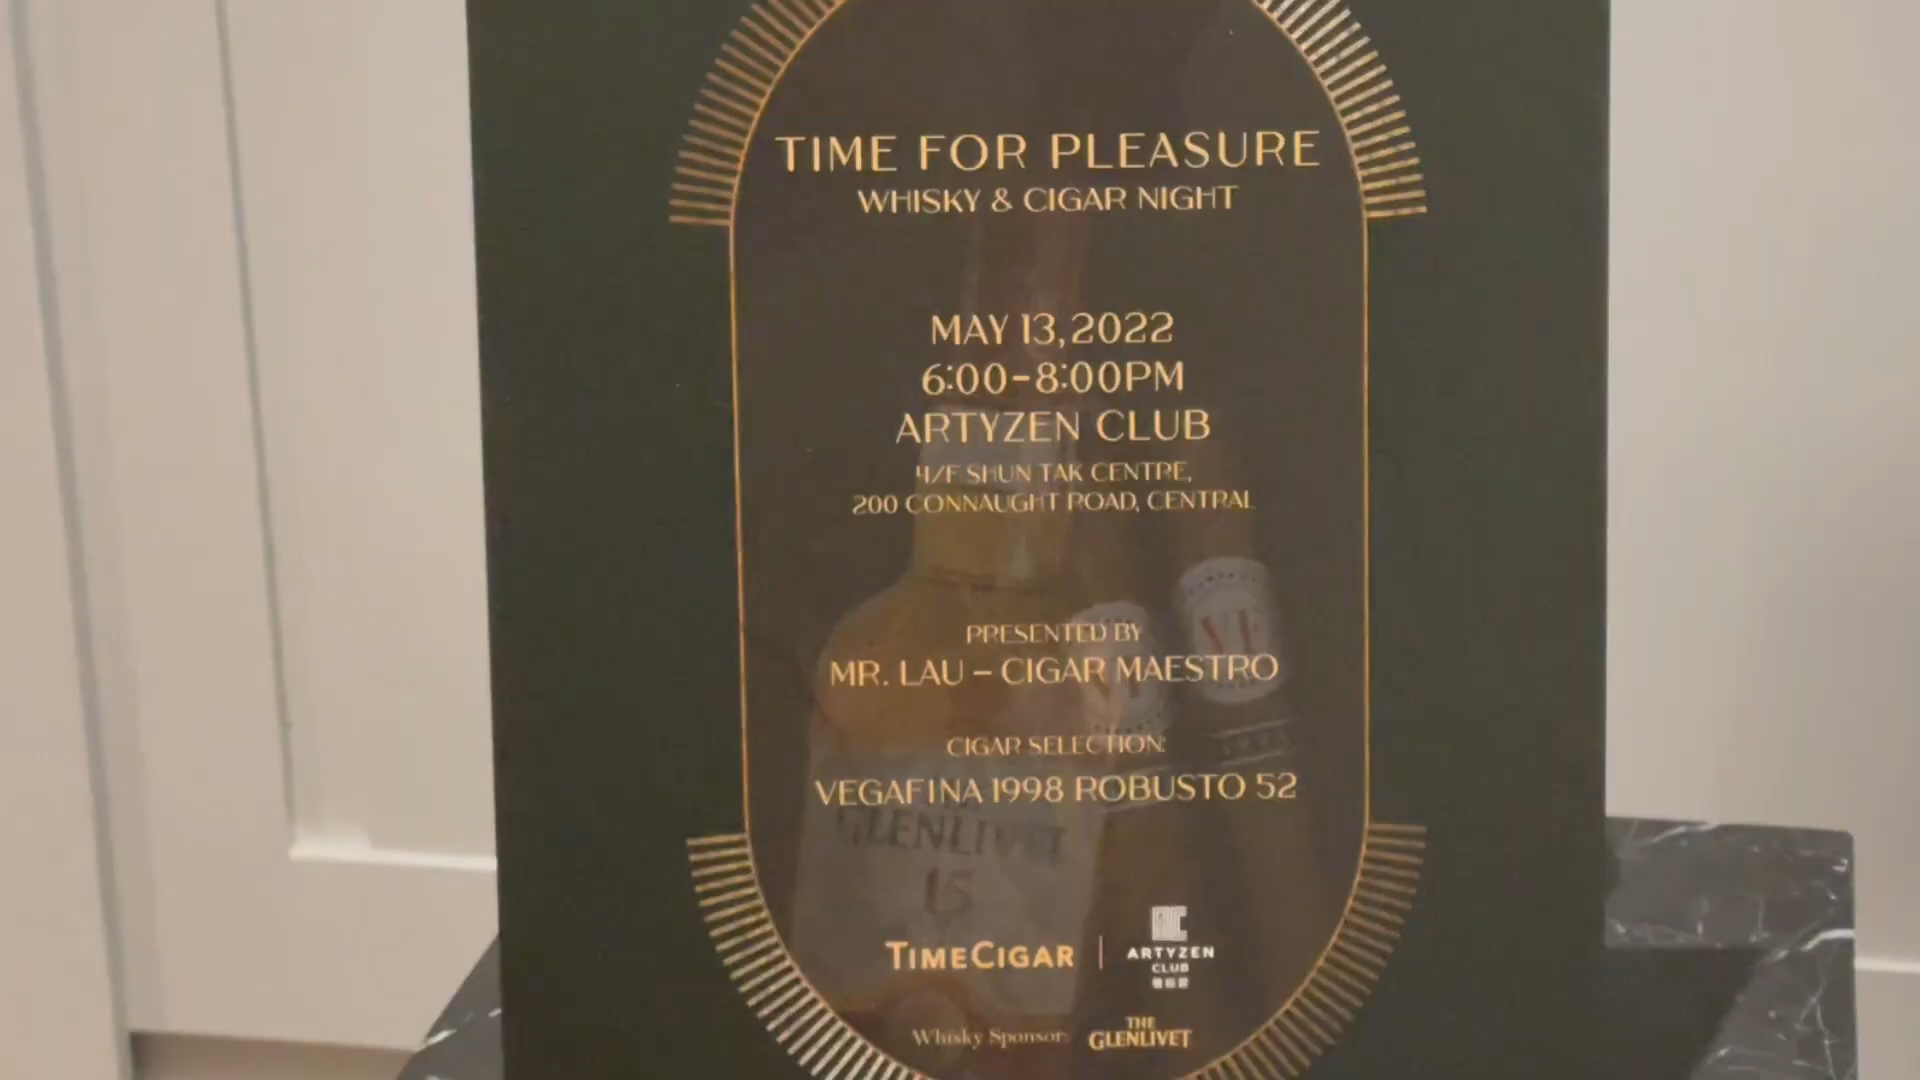 TIME FOR PLEASURE
WHISKY & CIGAR NIGHT
MAY 13,2022
6:00-8:00PM
ARTYZEN CLUB
4/F SHUN TAK CENTRE,
200 CONNAUGHT ROAD, CENTRAL
PRESENTED BY
MR. LAU – CIGAR MAESTRO
CIGAR SELECTION:
VEGAFINA 1998 ROBUSTO 52
GLENLIVET
15
TIMECIGAR
ARTYZEN
CLUB
Whisky Sponsor:
THE
GLENLIVET